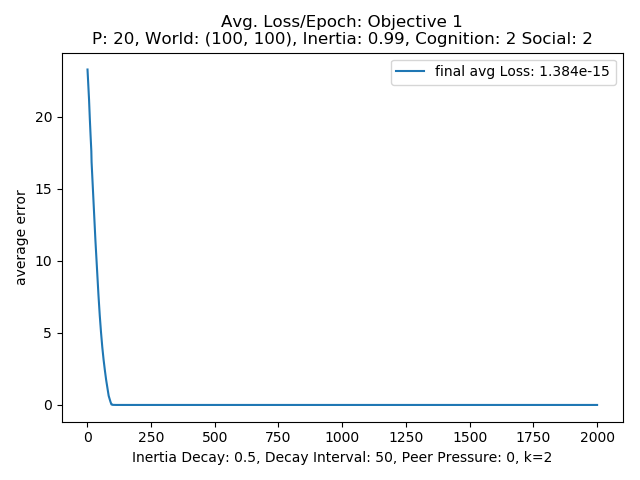 Avg. Loss/Epoch: Objective 1
P: 20, World: (100, 100), Inertia: 0.99, Cognition: 2 Social: 2
final avg Loss: 1.384e-15
average error
20
15
10
5
0
0 250 500 750 1000 1250 1500 1750 2000
Inertia Decay: 0.5, Decay Interval: 50, Peer Pressure: 0, k=2